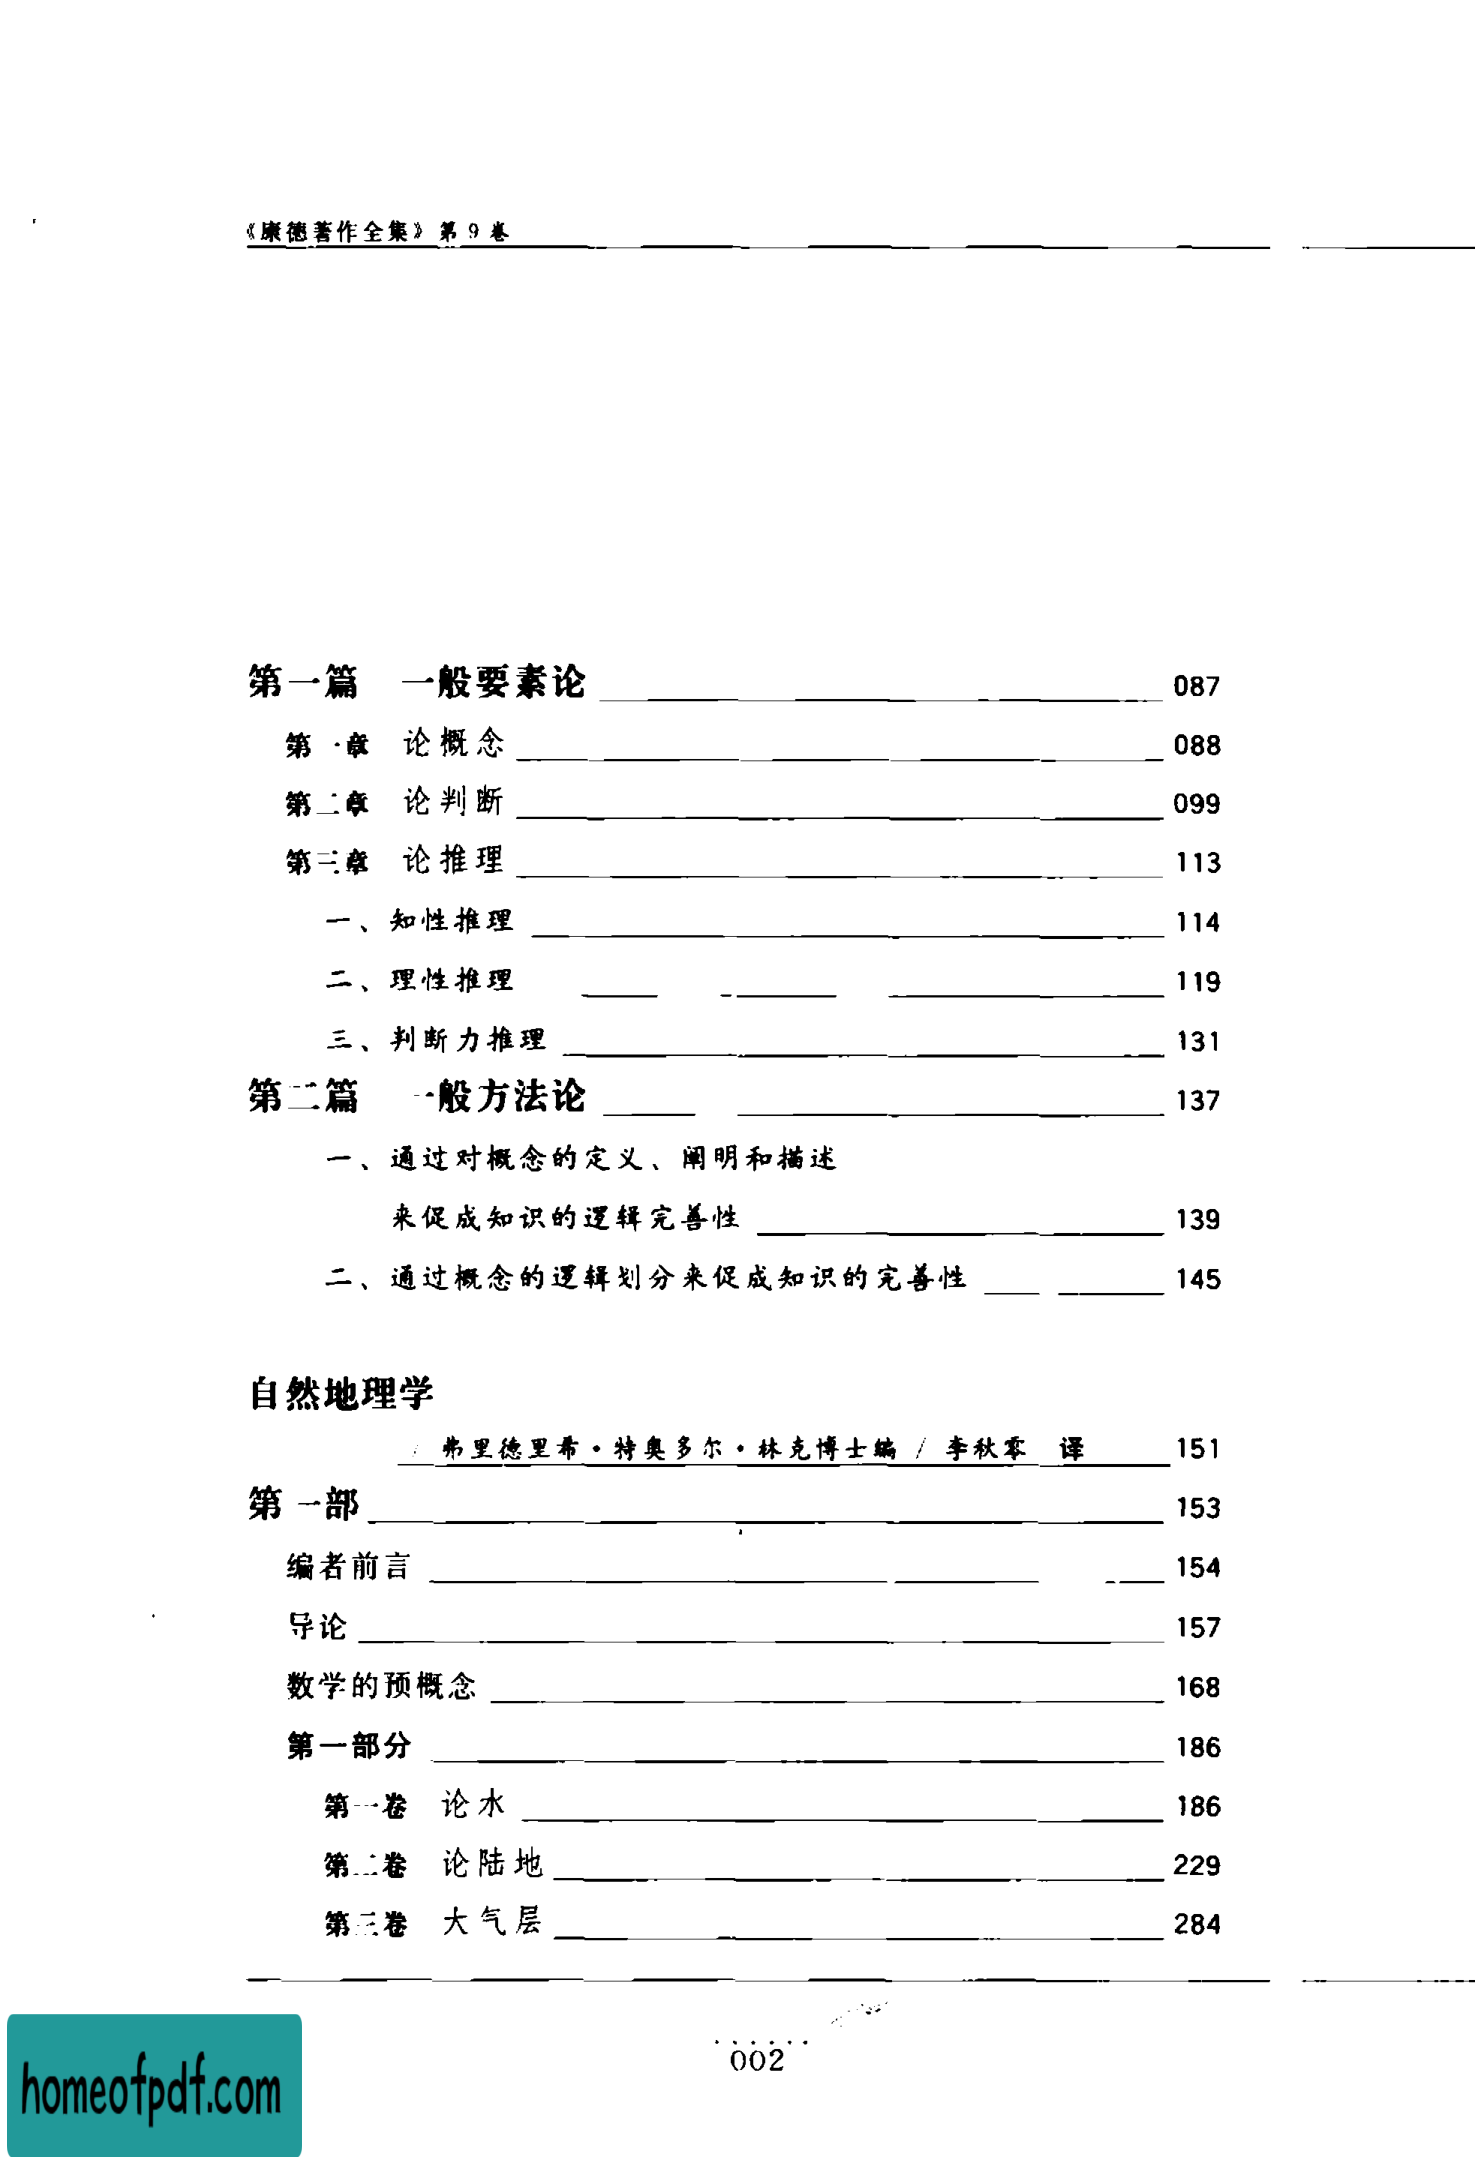 《康德著作全集》第9卷
第一篇 一般要素论 087
第一章 论概念 088
第二章 论判断 099
第三章 论推理 113
一、知性推理 114
二、理性推理 119
三、判断力推理 131
第二篇 一般方法论 137
一、通过对概念的定义、阐明和描述
来促成知识的逻辑完善性 139
二、通过概念的逻辑划分来促成知识的完善性 145
自然地理学
/ 弗里德里希·特奥多尔·林克博士编 / 李秋零 译 151
第一部 153
编者前言 154
导论 157
数学的预概念 168
第一部分 186
第一卷 论水 186
第二卷 论陆地 229
第三卷 大气层 284
002
homeofpdf.com